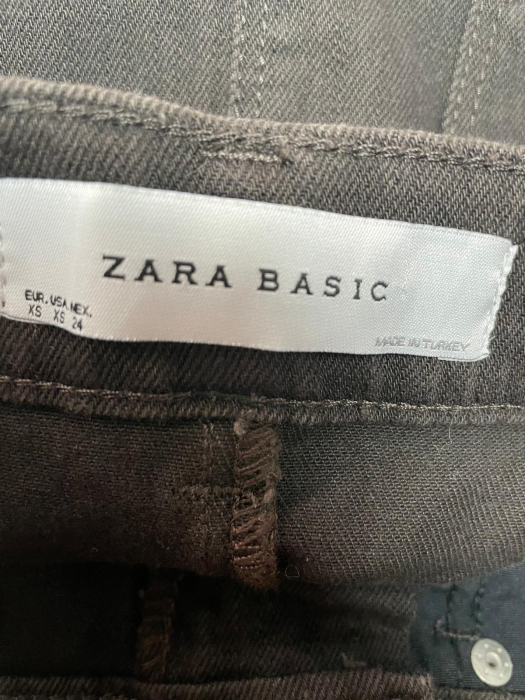 ZARA BASIC
EUR. USA MEX.
XS XS 24
MADE IN TURKEY